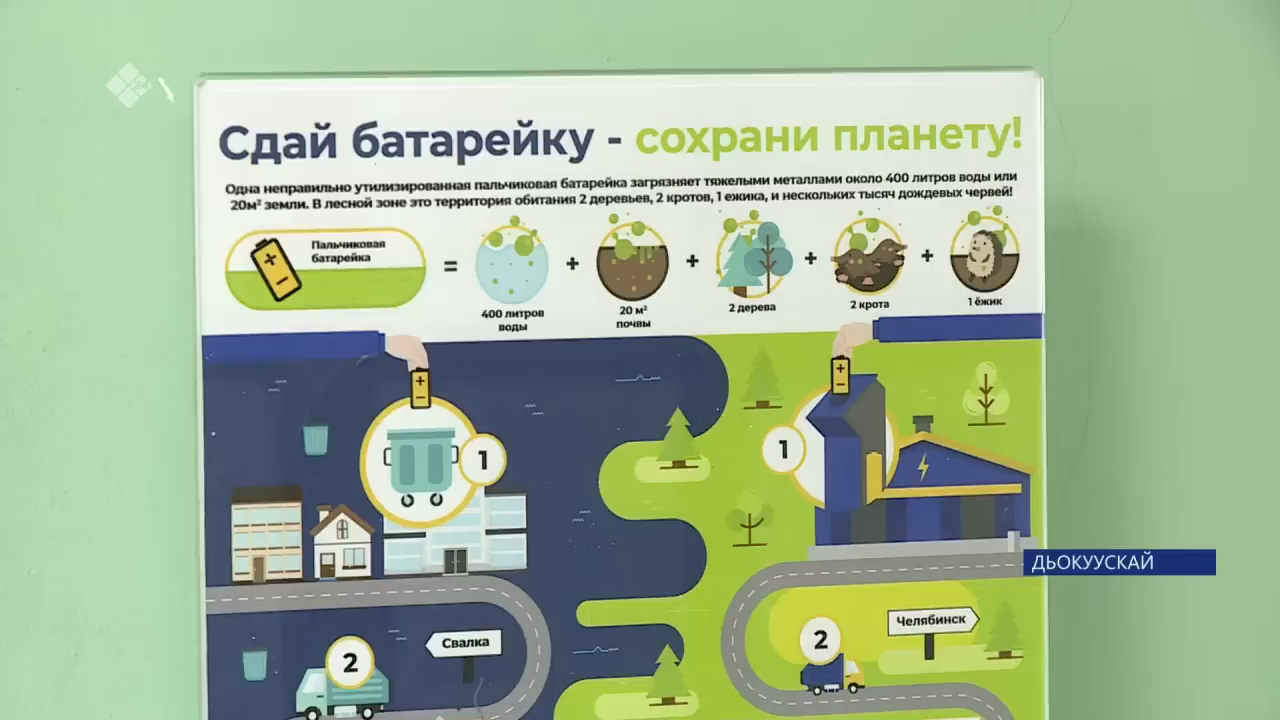 24
Сдай батарейку - сохрани планету!
Одна неправильно утилизированная пальчиковая батарейка загрязняет тяжелыми металлами около 400 литров воды или
20м² земли. В лесной зоне это территория обитания 2 деревьев, 2 кротов, 1 ежика, и нескольких тысяч дождевых червей!
Пальчиковая
батарейка
=
+
+
+
+
400 литров
воды
20 м²
почвы
2 дерева
2 крота
1 ёжик
1
1
ДЬОКУУСКАЙ
Свалка
Челябинск
2
2